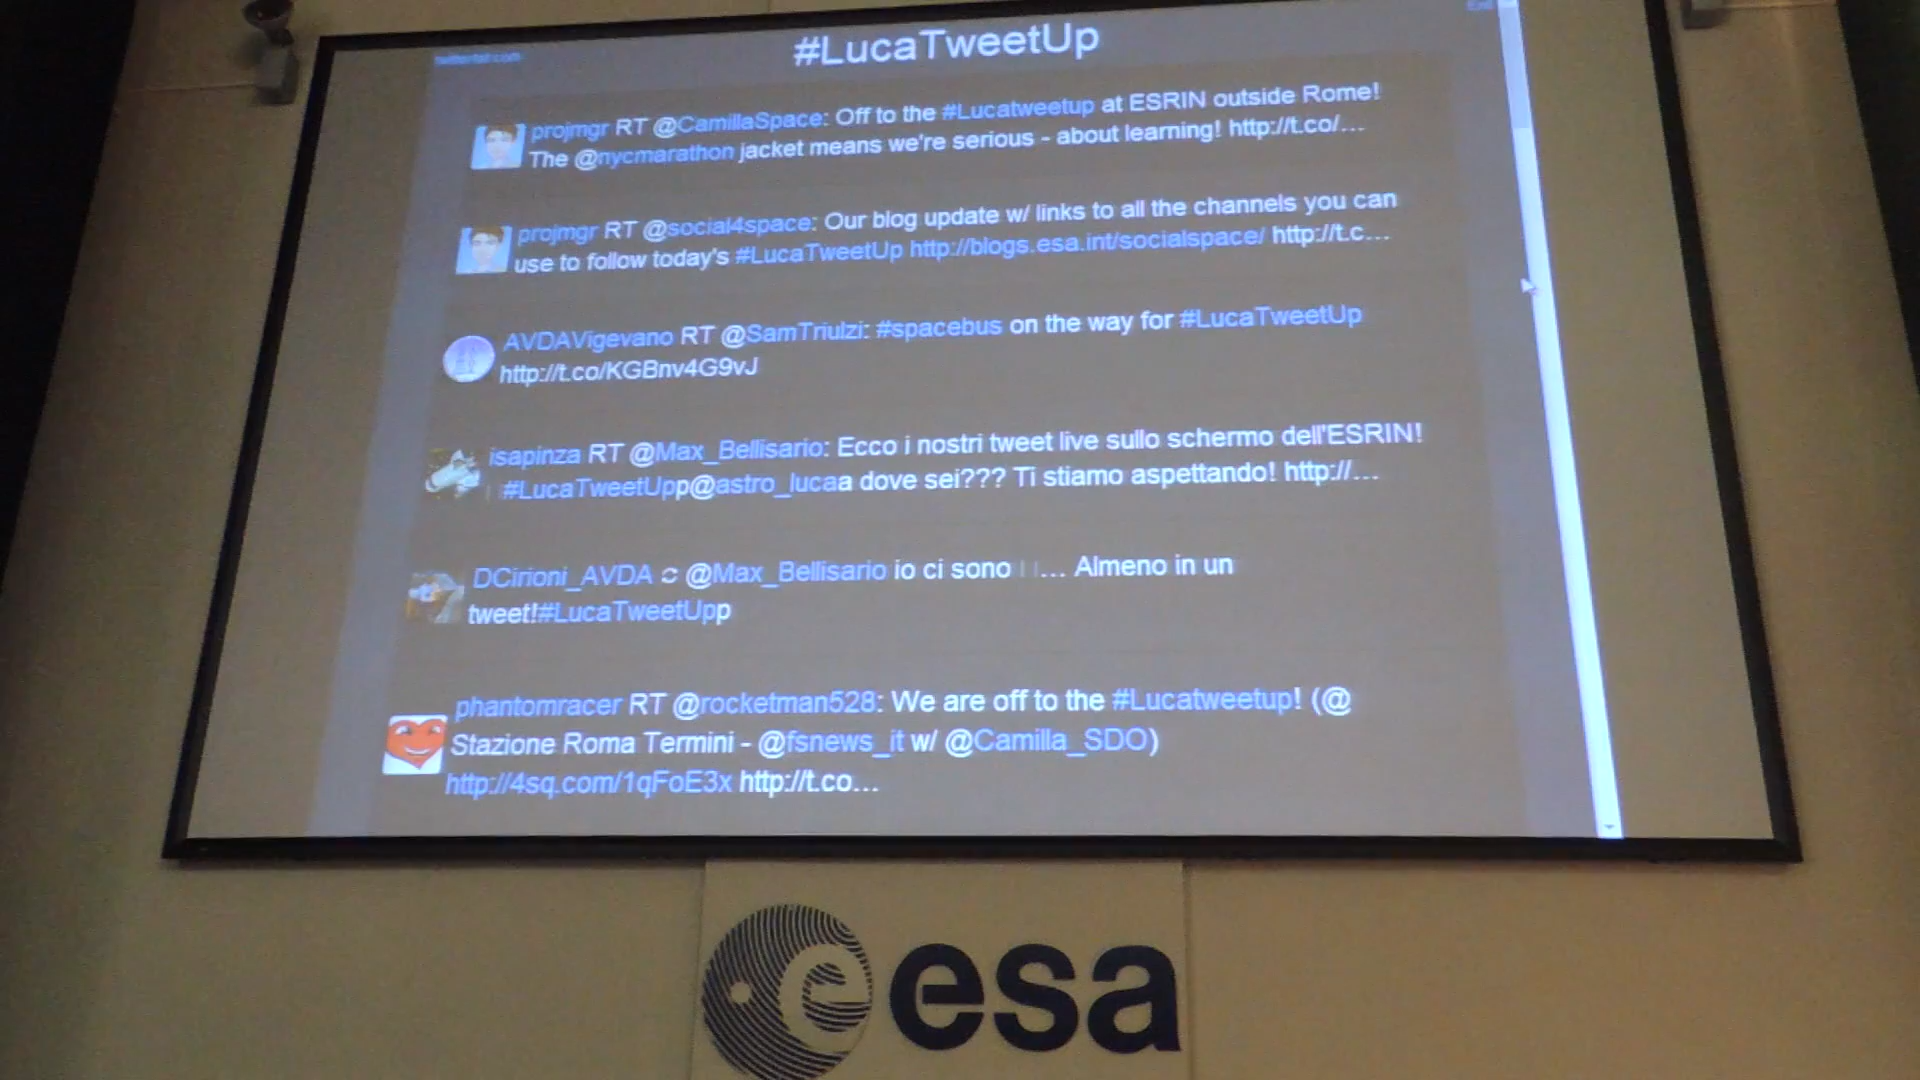 twitterfall.com
Exit
#LucaTweetUp
projmgr RT @CamillaSpace: Off to the #Lucatweetup at ESRIN outside Rome!
The @nycmarathon jacket means we're serious - about learning! http://t.co/…
projmgr RT @social4space: Our blog update w/ links to all the channels you can
use to follow today's #LucaTweetUp http://blogs.esa.int/socialspace/ http://t.c…
AVDAVigevano RT @SamTriulzi: #spacebus on the way for #LucaTweetUp
http://t.co/KGBnv4G9vJ
isapinza RT @Max_Bellisario: Ecco i nostri tweet live sullo schermo dell'ESRIN!
#LucaTweetUpp@astro_lucaa dove sei??? Ti stiamo aspettando! http://…
DCirioni_AVDA @Max_Bellisario io ci sono … Almeno in un
tweet!#LucaTweetUpp
phantomracer RT @rocketman528: We are off to the #Lucatweetup! (@
Stazione Roma Termini - @fsnews_it w/ @Camilla_SDO)
http://4sq.com/1qFoE3x http://t.co…
esa